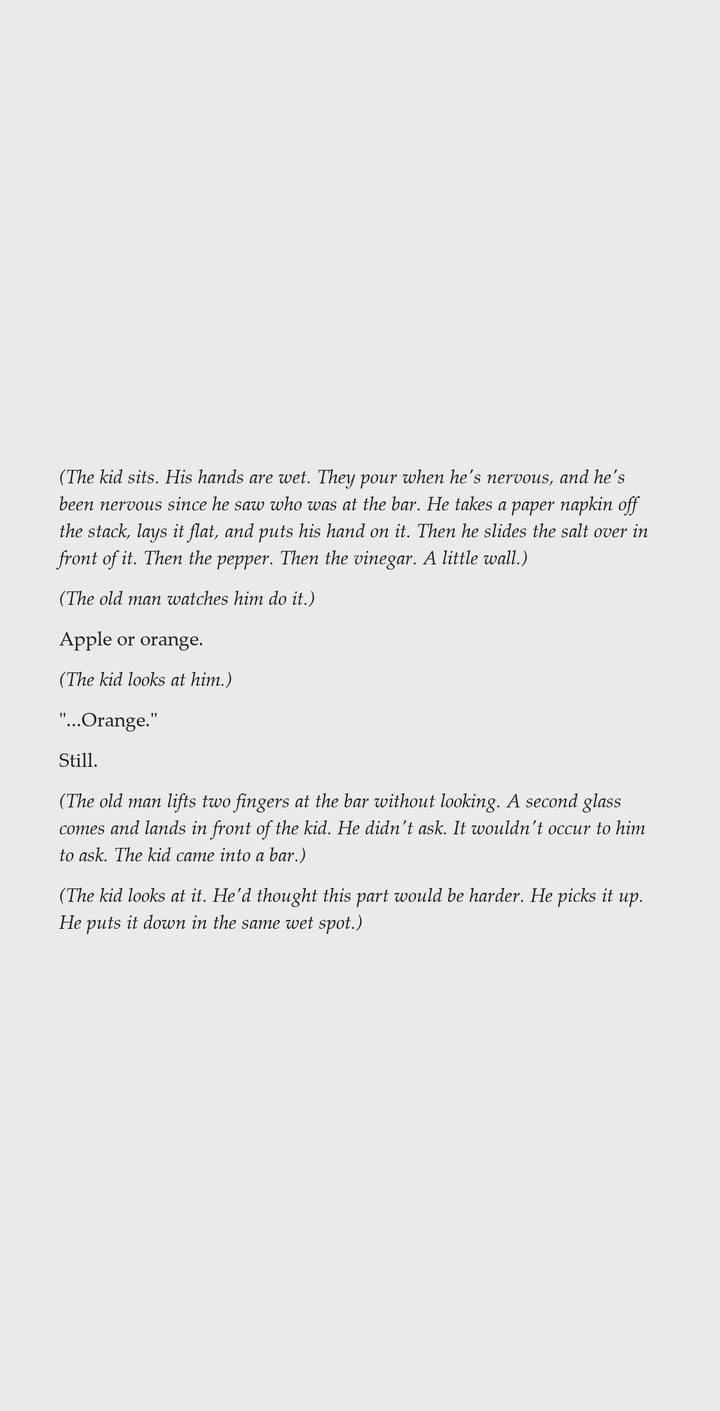 (The kid sits. His hands are wet. They pour when he's nervous, and he's
been nervous since he saw who was at the bar. He takes a paper napkin off
the stack, lays it flat, and puts his hand on it. Then he slides the salt over in
front of it. Then the pepper. Then the vinegar. A little wall.)
(The old man watches him do it.)
Apple or orange.
(The kid looks at him.)
"...Orange."
Still.
(The old man lifts two fingers at the bar without looking. A second glass
comes and lands in front of the kid. He didn't ask. It wouldn't occur to him
to ask. The kid came into a bar.)
(The kid looks at it. He'd thought this part would be harder. He picks it up.
He puts it down in the same wet spot.)